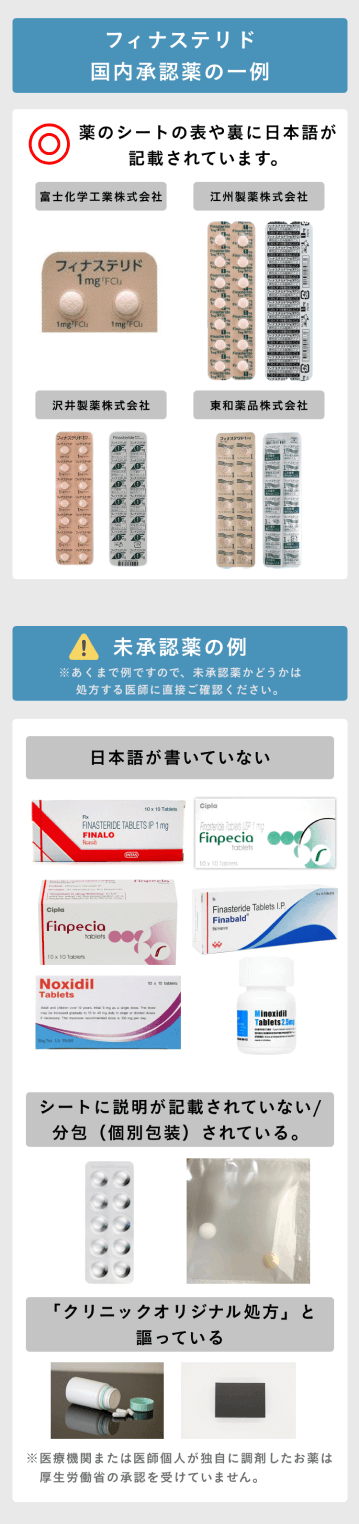 フィナステリド
国内承認薬の一例
薬のシートの表や裏に日本語が
記載されています。
富士化学工業株式会社
江州製薬株式会社
フィナステリド
1mg「FCI」
1mg「FCI」
1mg「FCI」
沢井製薬株式会社
東和薬品株式会社
未承認薬の例
※あくまで例ですので、未承認薬かどうかは
処方する医師に直接ご確認ください。
日本語が書いていない
10 x 10 Tablets
Rx
FINASTERIDE TABLETS IP 1 mg
FINALO
Cipla
Finasteride Tablets USP 1 mg
Finpecia
tablets
10 x 10 Tablets
Cipla
Finpecia
tablets
10 x 10 Tablets
Finasteride Tablets I.P.
Finabald
Noxidil
Tablets
10 x 10 tablets
Minoxidil
Tablets 2.5mg
シートに説明が記載されていない/
分包（個別包装）されている。
「クリニックオリジナル処方」と
謳っている
※医療機関または医師個人が独自に調剤したお薬は
厚生労働省の承認を受けていません。